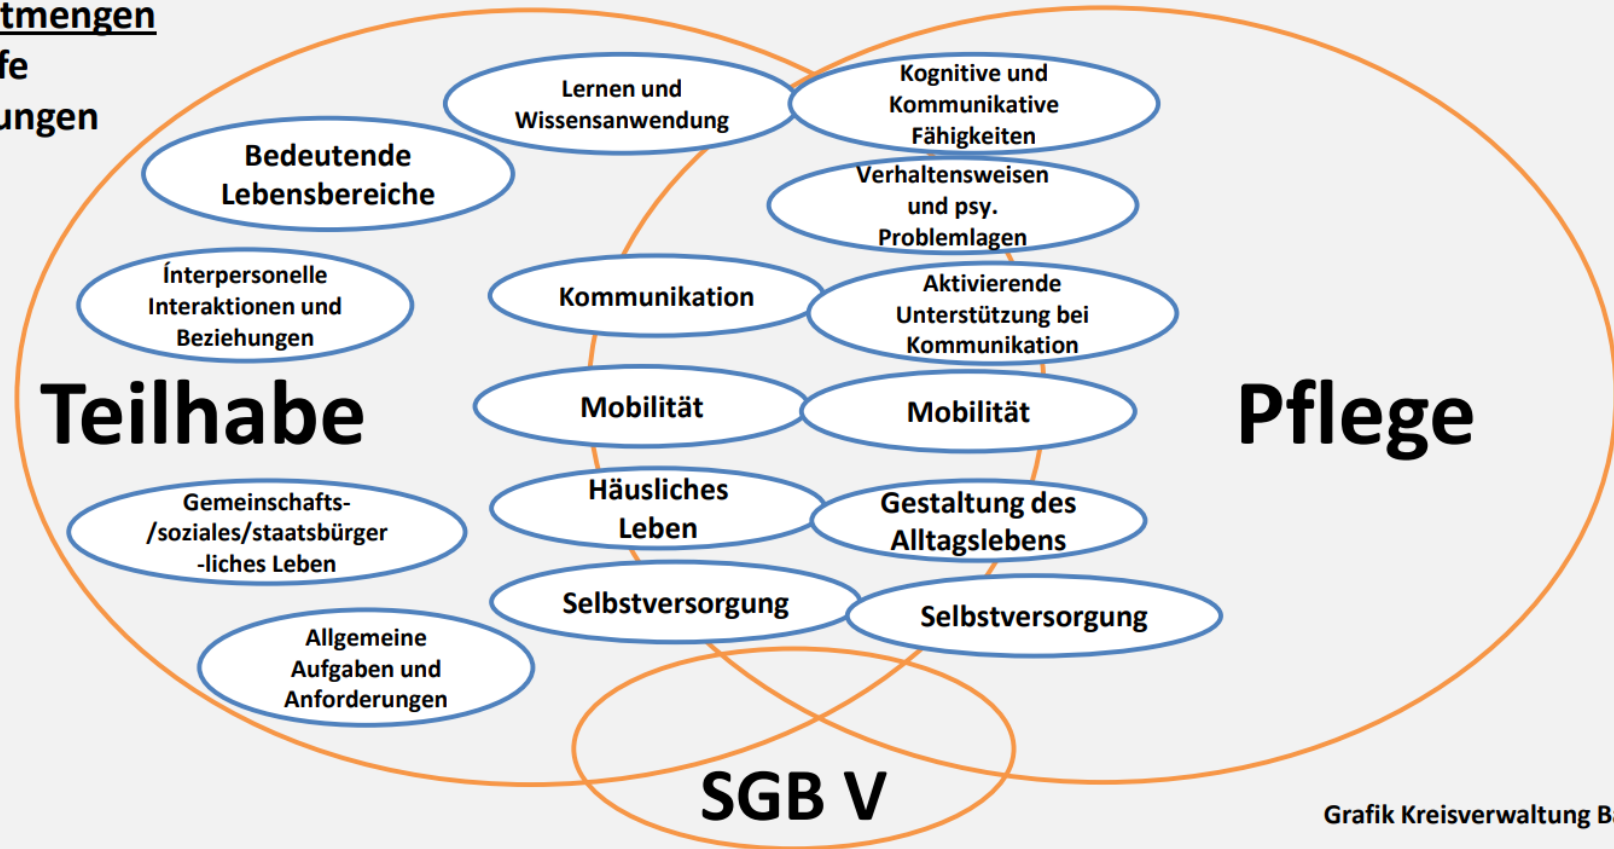 tmengen
fe
ungen
Lernen und
Wissensanwendung
Kognitive und
Kommunikative
Fähigkeiten
Bedeutende
Lebensbereiche
Verhaltensweisen
und psy.
Problemlagen
Ínterpersonelle
Interaktionen und
Beziehungen
Kommunikation
Aktivierende
Unterstützung bei
Kommunikation
Teilhabe
Mobilität
Mobilität
Pflege
Gemeinschafts-
/soziales/staatsbürger
-liches Leben
Häusliches
Leben
Gestaltung des
Alltagslebens
Selbstversorgung
Selbstversorgung
Allgemeine
Aufgaben und
Anforderungen
SGB V
Grafik Kreisverwaltung Ba